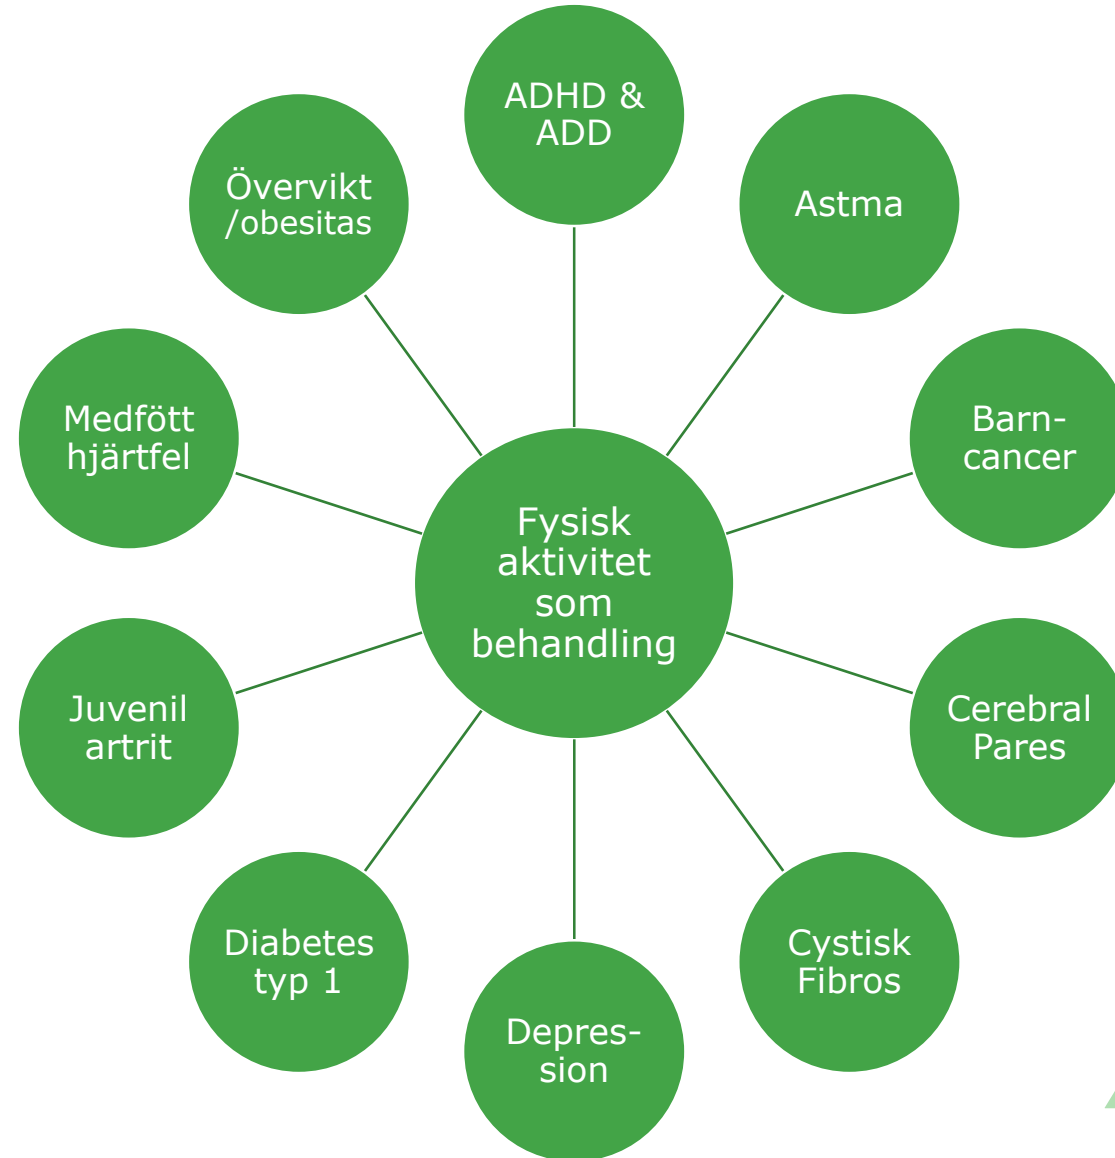 ADHD &
ADD
Astma
Barn-
cancer
Cerebral
Pares
Cystisk
Fibros
Depres-
sion
Diabetes
typ 1
Juvenil
artrit
Medfött
hjärtfel
Övervikt
/obesitas
Fysisk
aktivitet
som
behandling